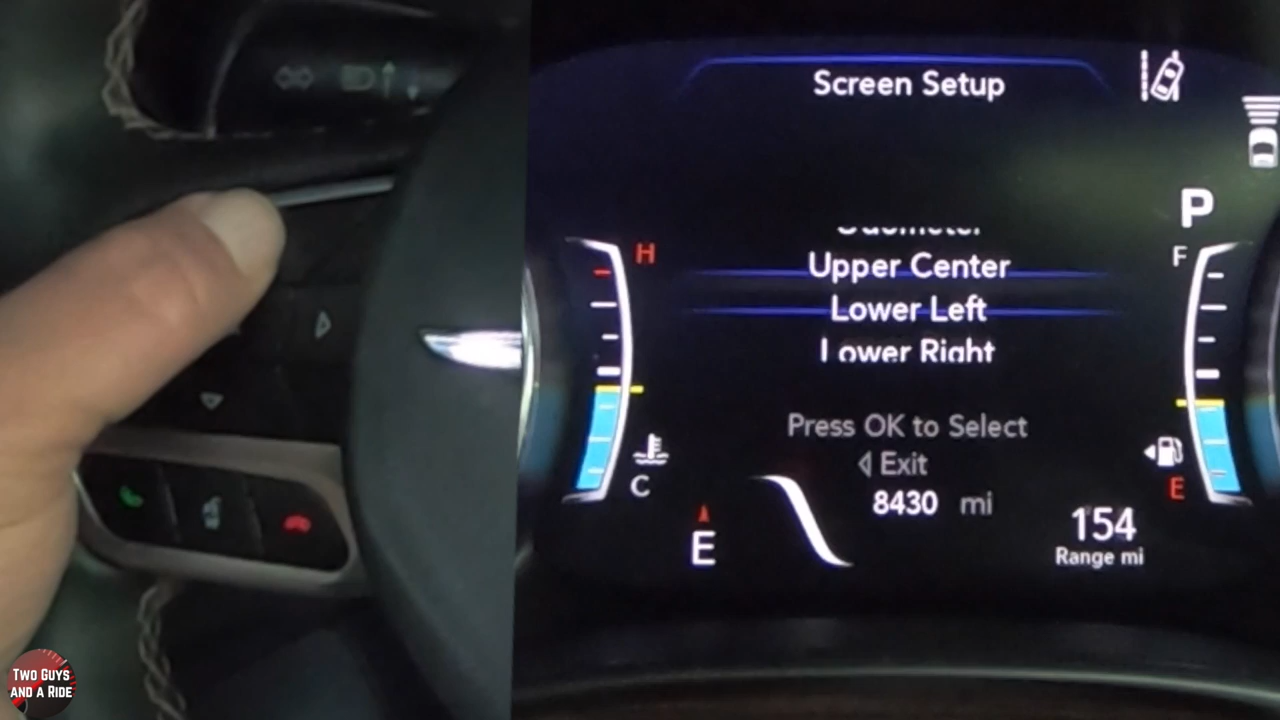 Screen Setup
P
Odometer
H
Upper Center
F
Lower Left
Lower Right
Press OK to Select
Exit
C
E
8430 mi
E
154
Range mi
TWO GUYS
AND A RIDE